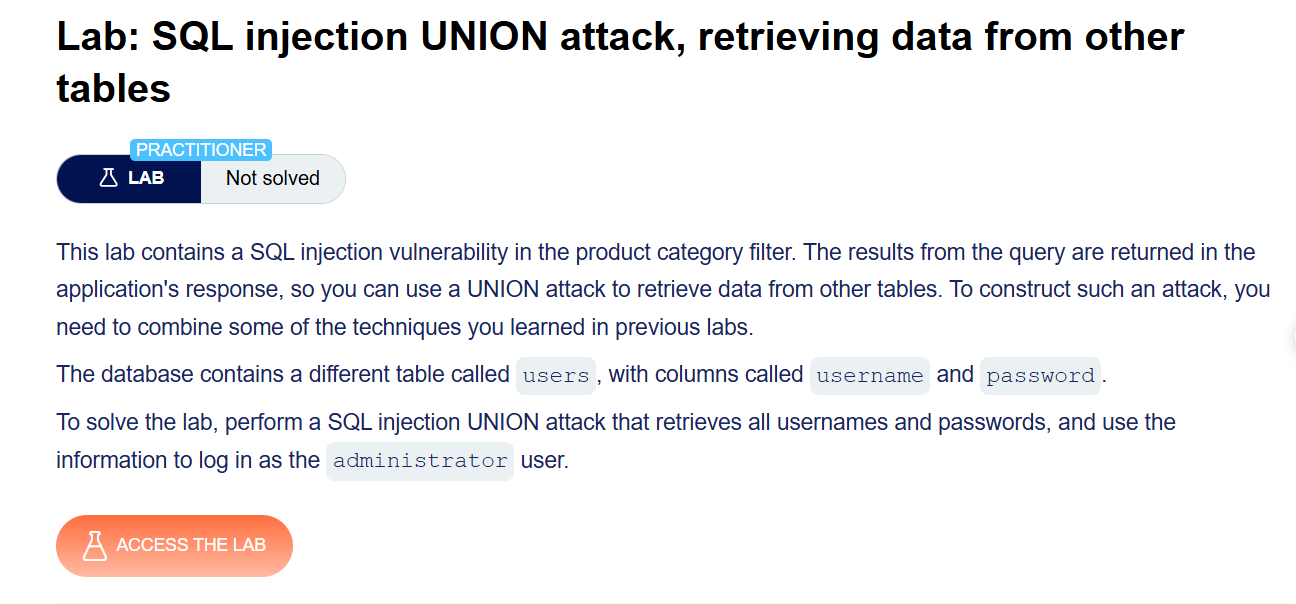 Lab: SQL injection UNION attack, retrieving data from other
tables
PRACTITIONER
LAB
Not solved
This lab contains a SQL injection vulnerability in the product category filter. The results from the query are returned in the
application's response, so you can use a UNION attack to retrieve data from other tables. To construct such an attack, you
need to combine some of the techniques you learned in previous labs.
The database contains a different table called users, with columns called username and password.
To solve the lab, perform a SQL injection UNION attack that retrieves all usernames and passwords, and use the
information to log in as the administrator user.
ACCESS THE LAB